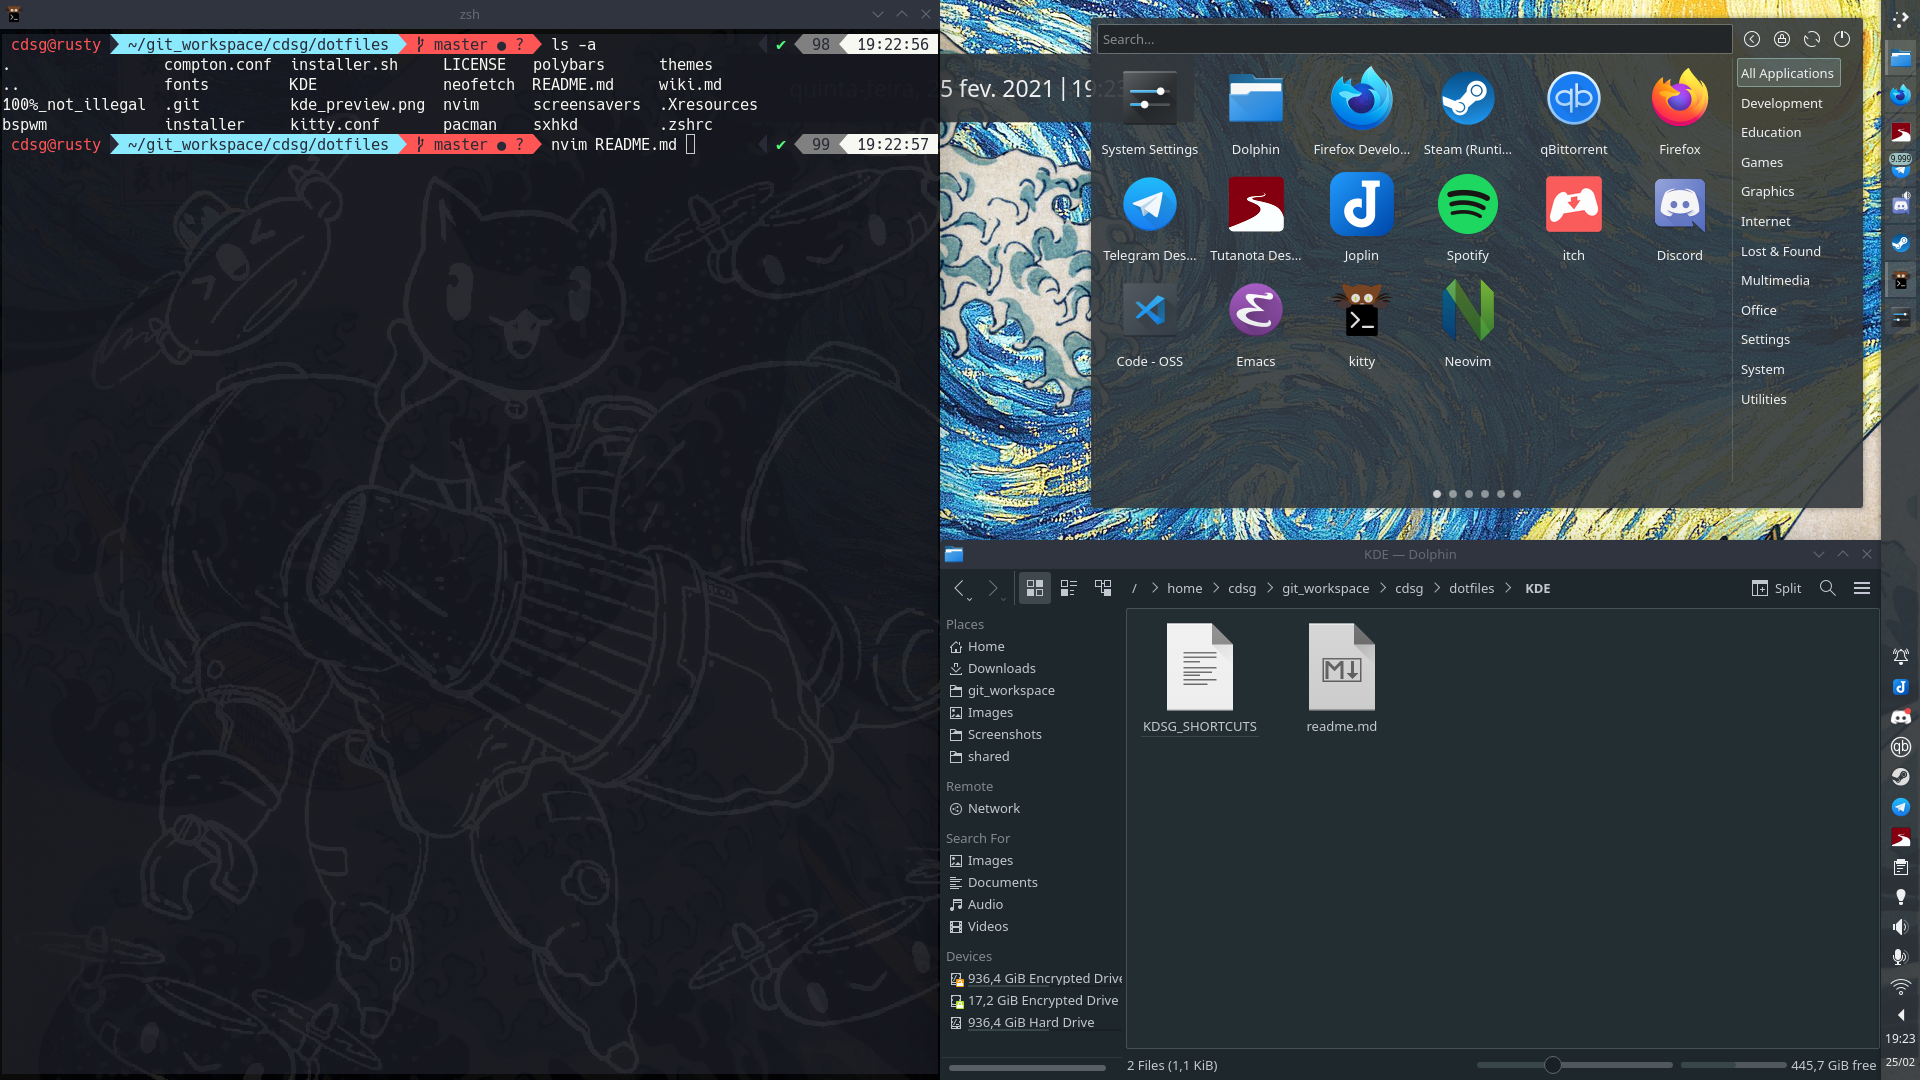 zsh
cdsg@rusty ~/git_workspace/cdsg/dotfiles master ● ? ls -a ✔ 98 19:22:56
. compton.conf installer.sh LICENSE polybars themes
.. fonts KDE neofetch README.md wiki.md
100%_not_illegal .git kde_preview.png nvim screensavers .Xresources
bspwm installer kitty.conf pacman sxhkd .zshrc
cdsg@rusty ~/git_workspace/cdsg/dotfiles master ● ? nvim README.md ✔ 99 19:22:57
quinta-feira, 25 fev. 2021 | 19:23
Search...
System Settings Dolphin Firefox Develo... Steam (Runti... qBittorrent Firefox
Telegram Des... Tutanota Des... Joplin Spotify itch Discord
Code - OSS Emacs kitty Neovim
All Applications
Development
Education
Games
Graphics
Internet
Lost & Found
Multimedia
Office
Settings
System
Utilities
KDE — Dolphin
/ > home > cdsg > git_workspace > cdsg > dotfiles > KDE
Split
Places
Home
Downloads
git_workspace
Images
Screenshots
shared
Remote
Network
Search For
Images
Documents
Audio
Videos
Devices
936,4 GiB Encrypted Drive
17,2 GiB Encrypted Drive
936,4 GiB Hard Drive
KDSG_SHORTCUTS readme.md
2 Files (1,1 KiB)
445,7 GiB free
9.999
19:23
25/02